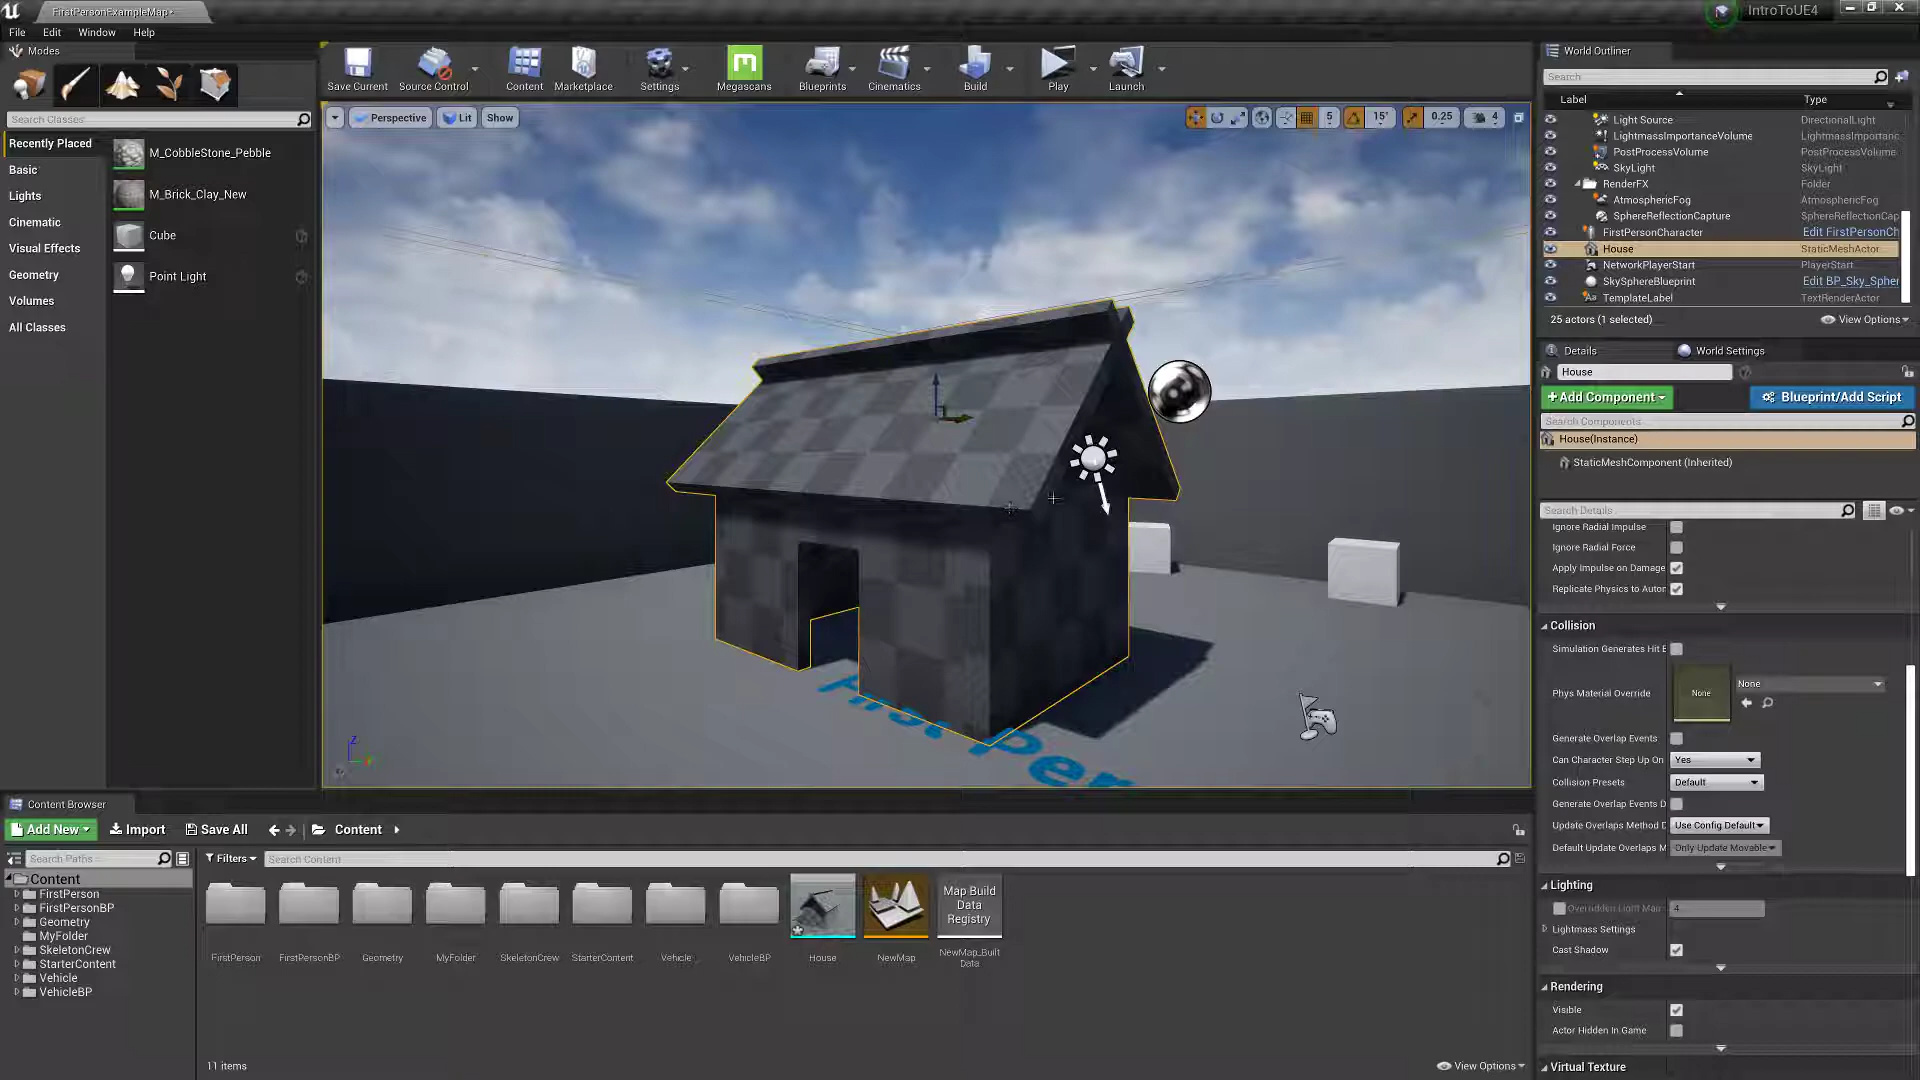 FirstPersonExampleMap•
IntroToUE4
File Edit Window Help
Modes
Search Classes
Recently Placed
Basic
Lights
Cinematic
Visual Effects
Geometry
Volumes
All Classes
M_CobbleStone_Pebble
M_Brick_Clay_New
Cube
Point Light
Save Current Source Control Content Marketplace Settings Megascans Blueprints Cinematics Build Play Launch
Perspective Lit Show
5 15° 0.25 4
First Per
World Outliner
Search
Label Type
Light Source DirectionalLight
LightmassImportanceVolume LightmassImportanc
PostProcessVolume PostProcessVolume
SkyLight SkyLight
RenderFX Folder
AtmosphericFog AtmosphericFog
SphereReflectionCapture SphereReflectionCap
FirstPersonCharacter Edit FirstPersonCh
House StaticMeshActor
NetworkPlayerStart PlayerStart
SkySphereBlueprint Edit BP_Sky_Spher
TemplateLabel TextRenderActor
25 actors (1 selected) View Options
Details World Settings
House
+Add Component Blueprint/Add Script
Search Components
House(Instance)
StaticMeshComponent (Inherited)
Search Details
Ignore Radial Impulse
Ignore Radial Force
Apply Impulse on Damage
Replicate Physics to Autor
Collision
Simulation Generates Hit E
Phys Material Override None None
Generate Overlap Events
Can Character Step Up On Yes
Collision Presets Default
Generate Overlap Events D
Update Overlaps Method D Use Config Default
Default Update Overlaps M Only Update Movable
Lighting
Overridden Light Map 4
Lightmass Settings
Cast Shadow
Rendering
Visible
Actor Hidden In Game
Virtual Texture
Content Browser
Add New Import Save All Content
Search Paths
Filters Search Content
Content
FirstPerson
FirstPersonBP
Geometry
MyFolder
SkeletonCrew
StarterContent
Vehicle
VehicleBP
Map Build
Data
Registry
FirstPerson FirstPersonBP Geometry MyFolder SkeletonCrew StarterContent Vehicle VehicleBP House NewMap NewMap_Built
Data
11 items View Options